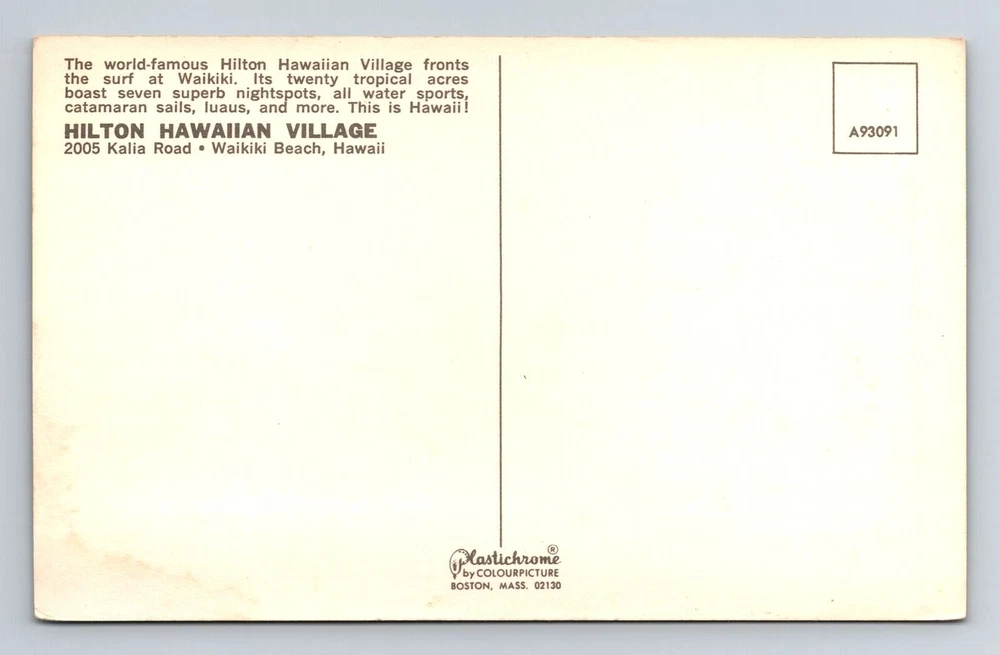 The world-famous Hilton Hawaiian Village fronts
the surf at Waikiki. Its twenty tropical acres
boast seven superb nightspots, all water sports,
catamaran sails, luaus, and more. This is Hawaii!
HILTON HAWAIIAN VILLAGE
2005 Kalia Road • Waikiki Beach, Hawaii
A93091
Plastichrome®
by COLOURPICTURE
BOSTON, MASS. 02130